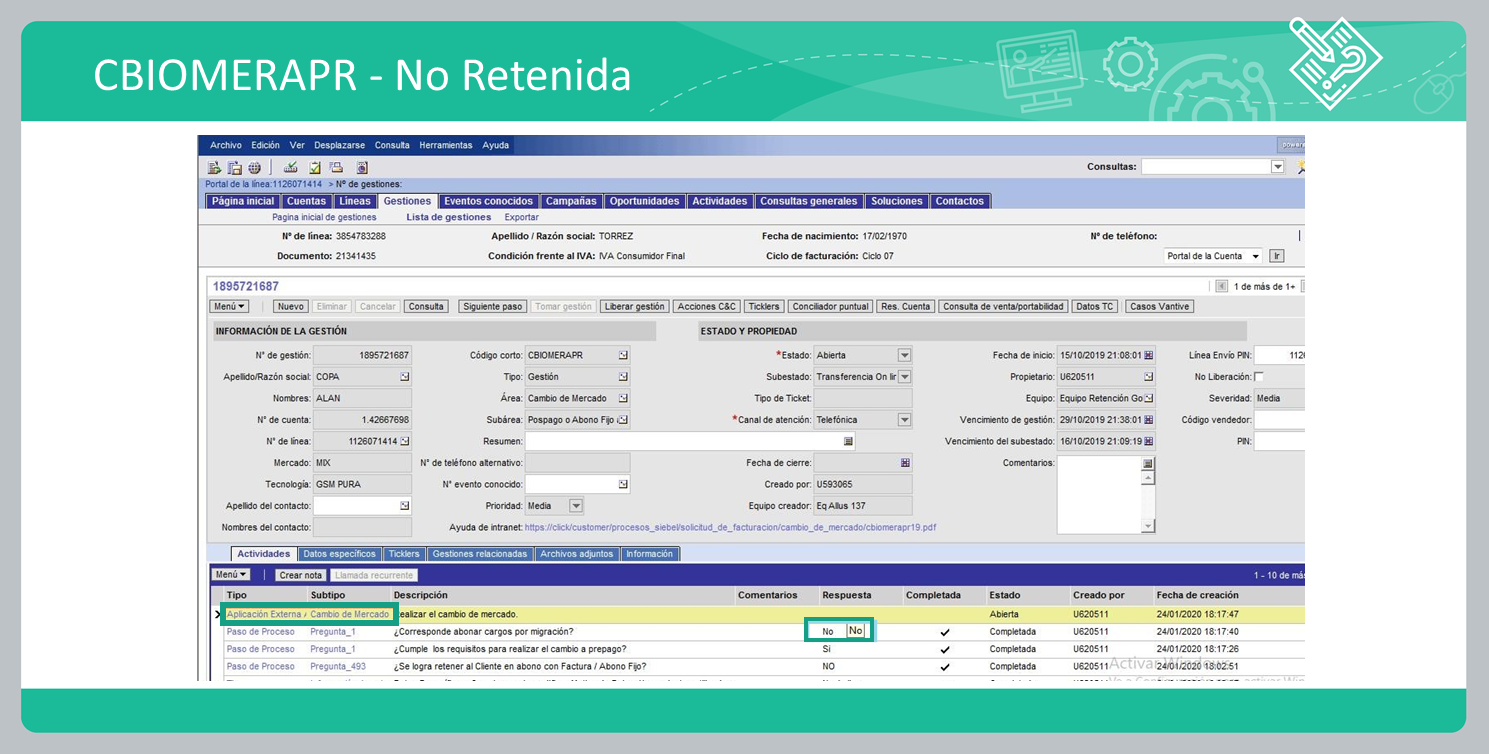 CBIOMERAPR - No Retenida
Archivo Edición Ver Desplazarse Consulta Herramientas Ayuda
Consultas:
Portal de la línea:1126071414 > Nº de gestiones:
Página inicial Cuentas Líneas Gestiones Eventos conocidos Campañas Oportunidades Actividades Consultas generales Soluciones Contactos
Pagina inicial de gestiones Lista de gestiones Exportar
Nº de línea: 3854783288 Apellido / Razón social: TORREZ Fecha de nacimiento: 17/02/1970 Nº de teléfono:
Documento: 21341435 Condición frente al IVA: IVA Consumidor Final Ciclo de facturación: Ciclo 07 Portal de la Cuenta Ir
1895721687 1 de más de 1+
Menú Nuevo Eliminar Cancelar Consulta Siguiente paso Tomar gestión Liberar gestión Acciones C&C Ticklers Conciliador puntual Res. Cuenta Consulta de venta/portabilidad Datos TC Casos Vantive
INFORMACIÓN DE LA GESTIÓN ESTADO Y PROPIEDAD
N° de gestión: 1895721687 Código corto: CBIOMERAPR *Estado: Abierta Fecha de inicio: 15/10/2019 21:08:01 Línea Envío PIN: 1126
Apellido/Razón social: COPA Tipo: Gestión Subestado: Transferencia On lir Propietario: U620511 No Liberación:
Nombres: ALAN Área: Cambio de Mercado Tipo de Ticket: Equipo: Equipo Retención Go Severidad: Media
N° de cuenta: 1.42667698 Subárea: Pospago o Abono Fijo *Canal de atención: Telefónica Vencimiento de gestión: 29/10/2019 21:38:01 Código vendedor:
N° de línea: 1126071414 Resumen: Vencimiento del subestado: 16/10/2019 21:09:19 PIN:
Mercado: MIX N° de teléfono alternativo: Fecha de cierre: Comentarios:
Tecnología: GSM PURA N° evento conocido: Creado por: U593065
Apellido del contacto: Prioridad: Media Equipo creador: Eq Allus 137
Nombres del contacto: Ayuda de intranet: https://click/customer/procesos_siebel/solicitud_de_facturacion/cambio_de_mercado/cbiomerapr19.pdf
Actividades Datos específicos Ticklers Gestiones relacionadas Archivos adjuntos Información
Menú Crear nota Llamada recurrente 1 - 10 de más
Tipo Subtipo Descripción Comentarios Respuesta Completada Estado Creado por Fecha de creación
Aplicación Externa / Cambio de Mercado Realizar el cambio de mercado. Abierta U620511 24/01/2020 18:17:47
Paso de Proceso Pregunta_1 ¿Corresponde abonar cargos por migración? No No Completada U620511 24/01/2020 18:17:40
Paso de Proceso Pregunta_1 ¿Cumple los requisitos para realizar el cambio a prepago? Si Completada U620511 24/01/2020 18:17:26
Paso de Proceso Pregunta_493 ¿Se logra retener al Cliente en abono con Factura / Abono Fijo? NO Completada U620511 24/01/2020 18:02:51
Activar Windows